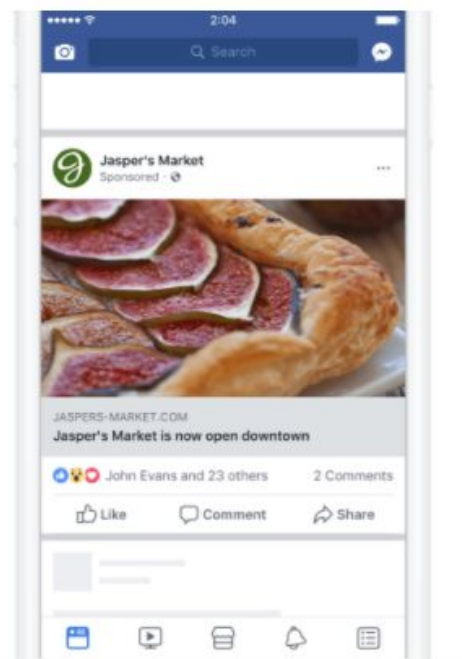 2:04
Search
Jasper's Market
Sponsored ·
JASPERS-MARKET.COM
Jasper's Market is now open downtown
John Evans and 23 others 2 Comments
Like Comment Share